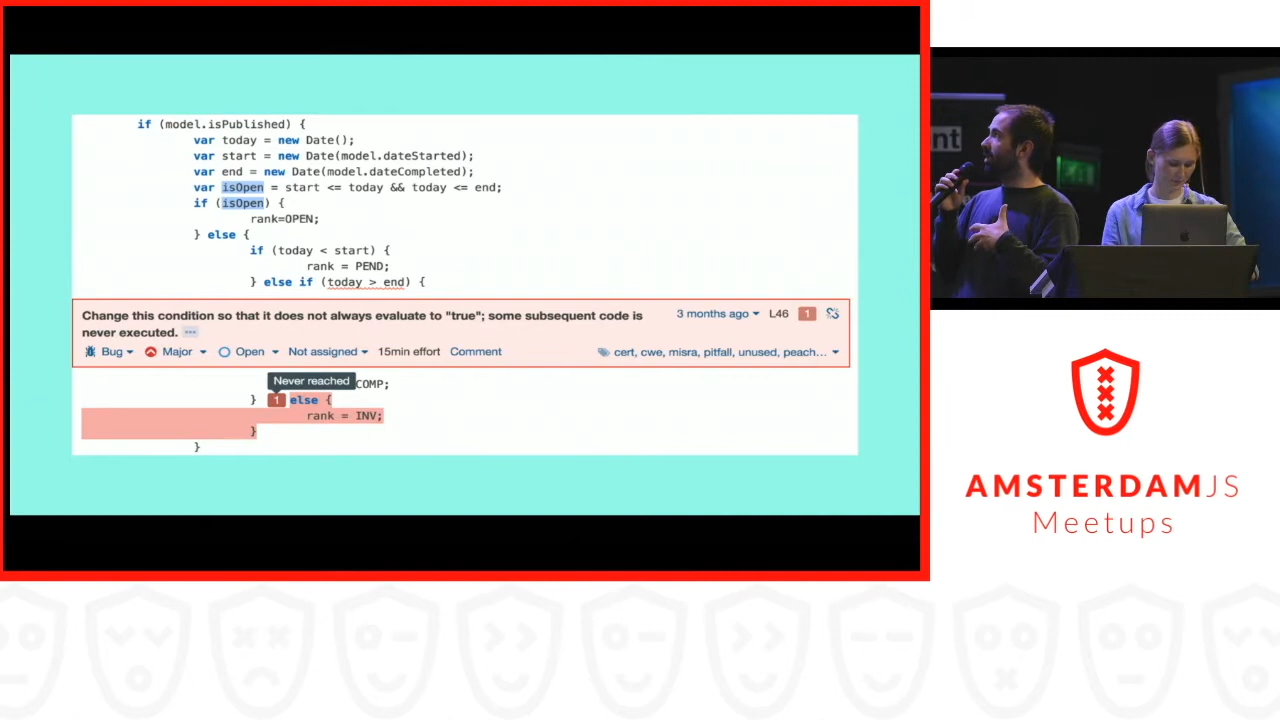 if (model.isPublished) {
var today = new Date();
var start = new Date(model.dateStarted);
var end = new Date(model.dateCompleted);
var isOpen = start <= today && today <= end;
if (isOpen) {
rank=OPEN;
} else {
if (today < start) {
rank = PEND;
} else if (today > end) {
Change this condition so that it does not always evaluate to "true"; some subsequent code is
never executed. ...
3 months ago L46 1
Bug Major Open Not assigned 15min effort Comment
cert, cwe, misra, pitfall, unused, peach...
Never reached
COMP;
} 1 else {
rank = INV;
}
}
nt
AMSTERDAMJS
Meetups